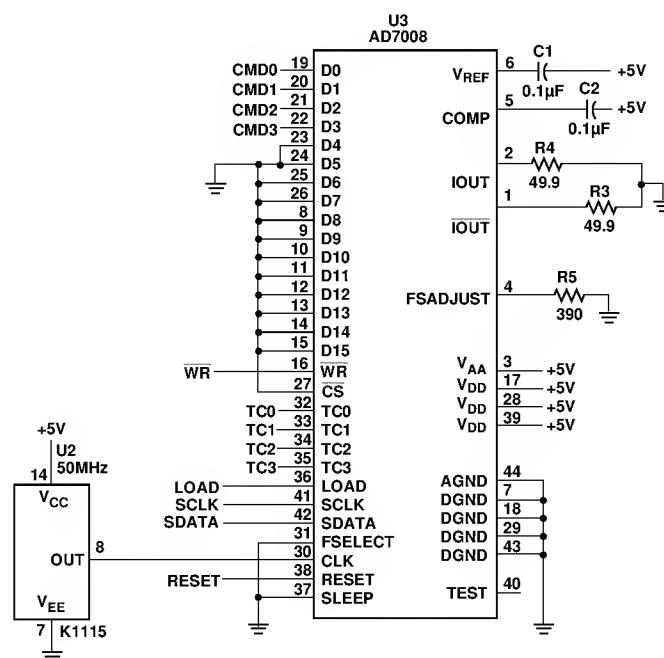 U3
AD7008
CMD0 19 D0
CMD1 20 D1
CMD2 21 D2
CMD3 22 D3
23 D4
24 D5
25 D6
26 D7
8 D8
9 D9
10 D10
11 D11
12 D12
13 D13
14 D14
15 D15
WR 16 WR
27 CS
TC0 32 TC0
TC1 33 TC1
TC2 34 TC2
TC3 35 TC3
LOAD 36 LOAD
SCLK 41 SCLK
SDATA 42 SDATA
31 FSELECT
30 CLK
RESET 38 RESET
37 SLEEP
VREF 6 C1 0.1µF +5V
COMP 5 C2 0.1µF +5V
IOUT 2 R4 49.9
IOUT 1 R3 49.9
FSADJUST 4 R5 390
VAA 3 +5V
VDD 17 +5V
VDD 28 +5V
VDD 39 +5V
AGND 44
DGND 7
DGND 18
DGND 29
DGND 43
TEST 40
+5V
U2
50MHz
14
VCC
OUT 8
VEE
7 K1115